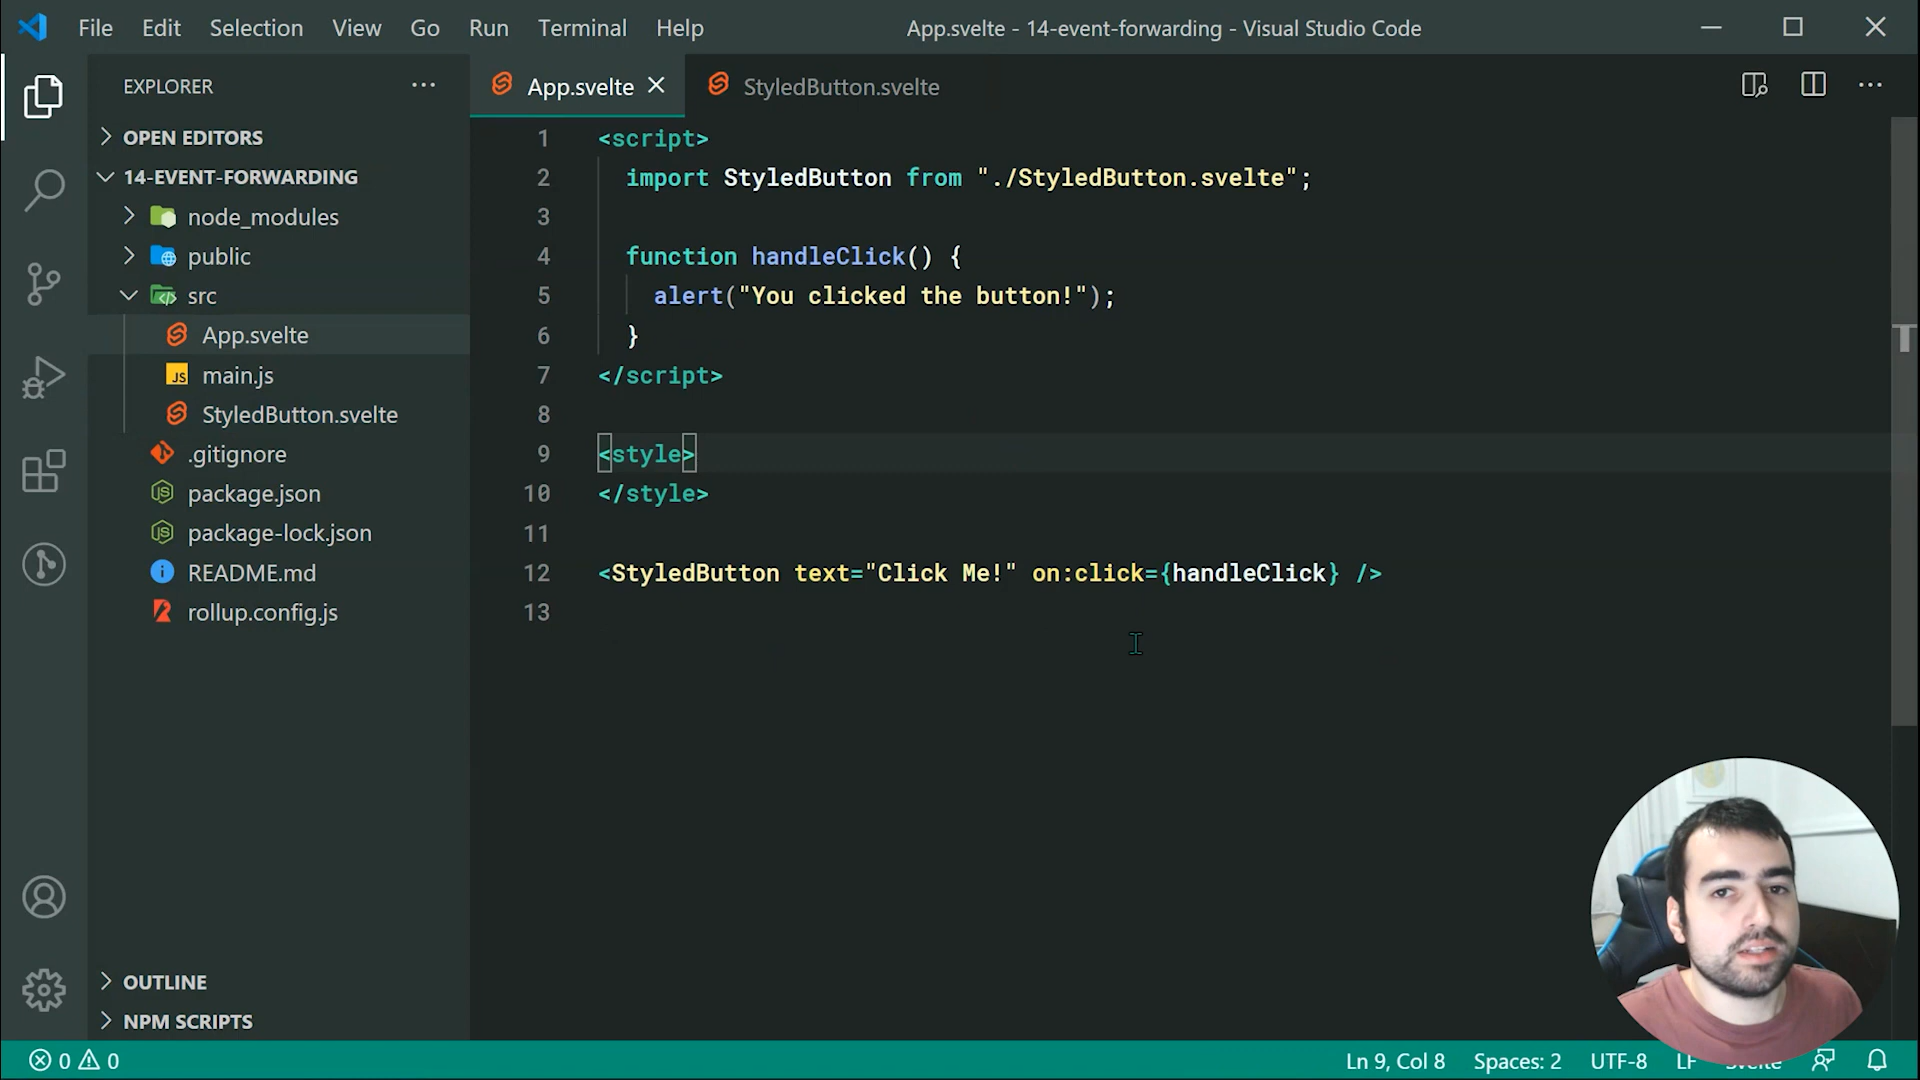 File Edit Selection View Go Run Terminal Help App.svelte - 14-event-forwarding - Visual Studio Code
EXPLORER
OPEN EDITORS
14-EVENT-FORWARDING
node_modules
public
src
App.svelte
JS main.js
StyledButton.svelte
.gitignore
package.json
package-lock.json
README.md
rollup.config.js
OUTLINE
NPM SCRIPTS
App.svelte StyledButton.svelte
1 <script>
2 import StyledButton from "./StyledButton.svelte";
3
4 function handleClick() {
5 alert("You clicked the button!");
6 }
7 </script>
8
9 <style>
10 </style>
11
12 <StyledButton text="Click Me!" on:click={handleClick} />
13
0 0 Ln 9, Col 8 Spaces: 2 UTF-8 LF Svelte